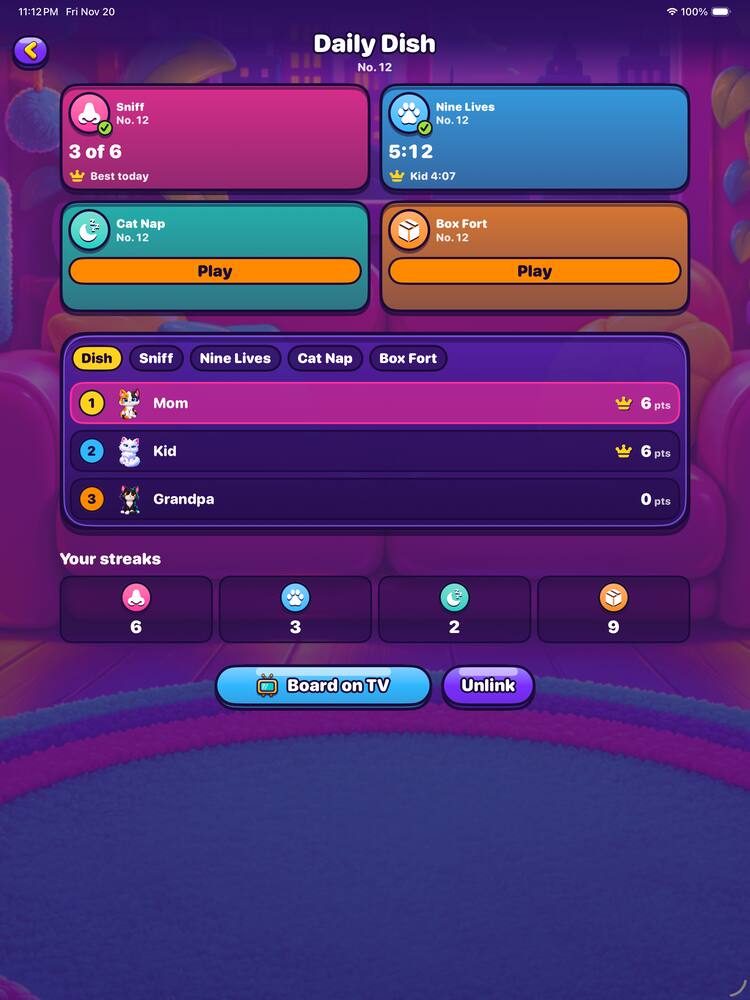 11:12 PM Fri Nov 20
100%
Daily Dish
No. 12
Sniff
No. 12
3 of 6
Best today
Nine Lives
No. 12
5:12
Kid 4:07
Cat Nap
No. 12
Play
Box Fort
No. 12
Play
Dish
Sniff
Nine Lives
Cat Nap
Box Fort
1 Mom 6 pts
2 Kid 6 pts
3 Grandpa 0 pts
Your streaks
6
3
2
9
Board on TV
Unlink